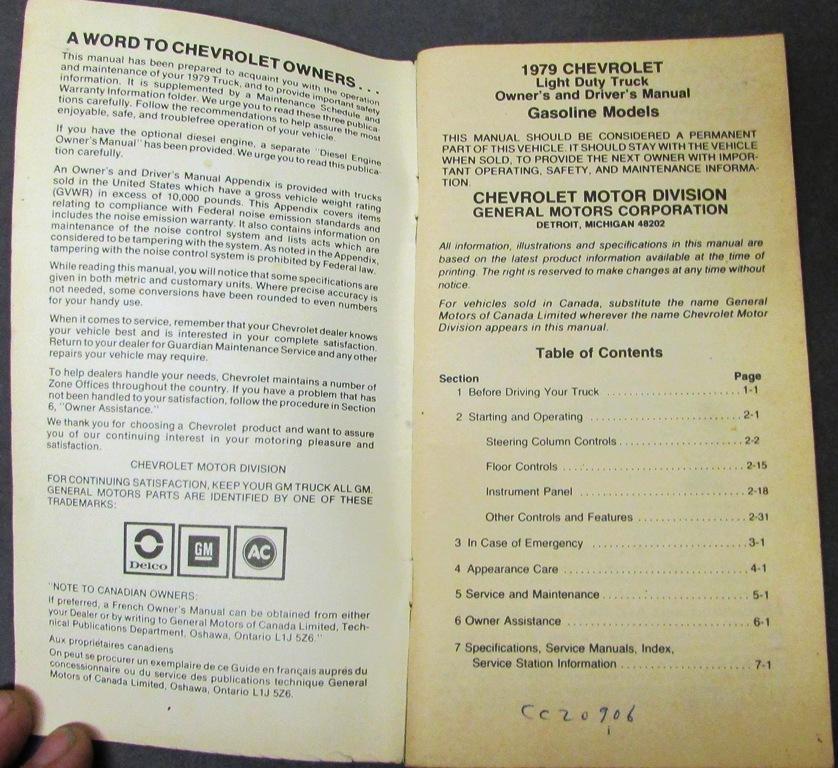 A WORD TO CHEVROLET OWNERS . . .
This manual has been prepared to acquaint you with the operation
and maintenance of your 1979 Truck, and to provide important safety
information. It is supplemented by a Maintenance Schedule and
Warranty Information folder. We urge you to read these three publica-
tions carefully. Follow the recommendations to help assure the most
enjoyable, safe, and troublefree operation of your vehicle.
If you have the optional diesel engine, a separate "Diesel Engine
Owner's Manual" has been provided. We urge you to read this publica-
tion carefully.
An Owner's and Driver's Manual Appendix is provided with trucks
sold in the United States which have a gross vehicle weight rating
(GVWR) in excess of 10,000 pounds. This Appendix covers items
relating to compliance with Federal noise emission standards and
includes the noise emission warranty. It also contains information on
maintenance of the noise control system and lists acts which are
considered to be tampering with the system. As noted in the Appendix,
tampering with the noise control system is prohibited by Federal law.
While reading this manual, you will notice that some specifications are
given in both metric and customary units. Where precise accuracy is
not needed, some conversions have been rounded to even numbers
for your handy use.
When it comes to service, remember that your Chevrolet dealer knows
your vehicle best and is interested in your complete satisfaction.
Return to your dealer for Guardian Maintenance Service and any other
repairs your vehicle may require.
To help dealers handle your needs, Chevrolet maintains a number of
Zone Offices throughout the country. If you have a problem that has
not been handled to your satisfaction, follow the procedure in Section
6, "Owner Assistance."
We thank you for choosing a Chevrolet product and want to assure
you of our continuing interest in your motoring pleasure and
satisfaction.
CHEVROLET MOTOR DIVISION
FOR CONTINUING SATISFACTION, KEEP YOUR GM TRUCK ALL GM.
GENERAL MOTORS PARTS ARE IDENTIFIED BY ONE OF THESE
TRADEMARKS:
Delco GM AC
"NOTE TO CANADIAN OWNERS:
If preferred, a French Owner's Manual can be obtained from either
your Dealer or by writing to General Motors of Canada Limited, Tech-
nical Publications Department, Oshawa, Ontario L1J 5Z6."
Aux propriétaires canadiens
On peut se procurer un exemplaire de ce Guide en français auprès du
concessionnaire ou du service des publications technique General
Motors of Canada Limited, Oshawa, Ontario L1J 5Z6.
1979 CHEVROLET
Light Duty Truck
Owner's and Driver's Manual
Gasoline Models
THIS MANUAL SHOULD BE CONSIDERED A PERMANENT
PART OF THIS VEHICLE. IT SHOULD STAY WITH THE VEHICLE
WHEN SOLD, TO PROVIDE THE NEXT OWNER WITH IMPOR-
TANT OPERATING, SAFETY, AND MAINTENANCE INFORMA-
TION.
CHEVROLET MOTOR DIVISION
GENERAL MOTORS CORPORATION
DETROIT, MICHIGAN 48202
All information, illustrations and specifications in this manual are
based on the latest product information available at the time of
printing. The right is reserved to make changes at any time without
notice.
For vehicles sold in Canada, substitute the name General
Motors of Canada Limited wherever the name Chevrolet Motor
Division appears in this manual.
Table of Contents
Section Page
1 Before Driving Your Truck . . . . . . . . . . 1-1
2 Starting and Operating . . . . . . . . . . 2-1
Steering Column Controls . . . . . . . . . . 2-2
Floor Controls . . . . . . . . . . 2-15
Instrument Panel . . . . . . . . . . 2-18
Other Controls and Features . . . . . . . . . . 2-31
3 In Case of Emergency . . . . . . . . . . 3-1
4 Appearance Care . . . . . . . . . . 4-1
5 Service and Maintenance . . . . . . . . . . 5-1
6 Owner Assistance . . . . . . . . . . 6-1
7 Specifications, Service Manuals, Index,
Service Station Information . . . . . . . . . . 7-1
CC20906